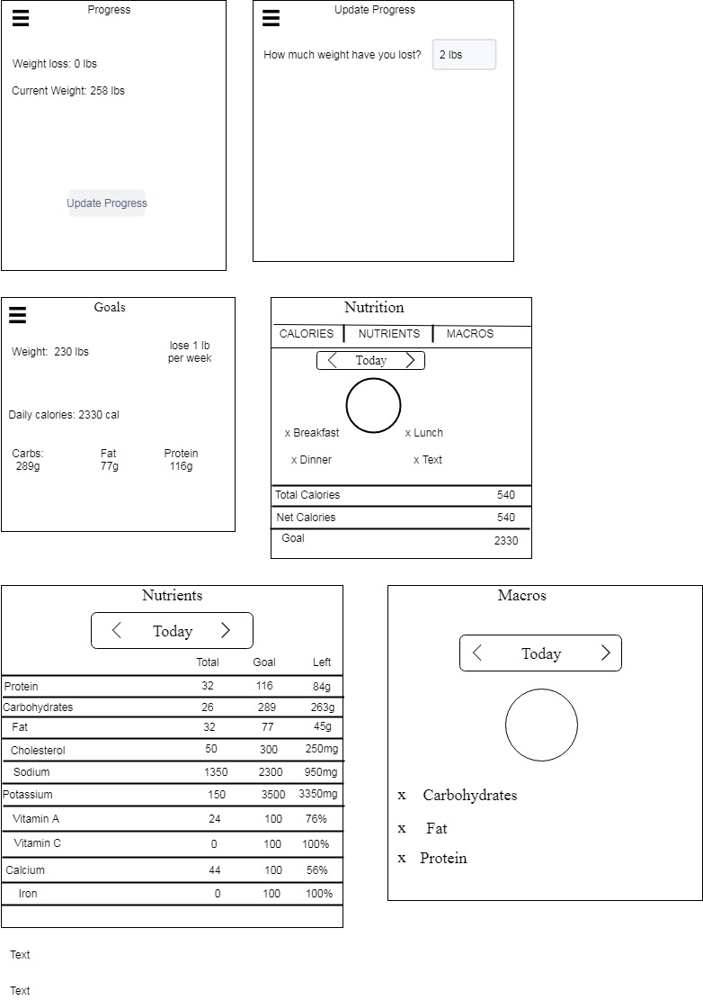 Progress
Weight loss: 0 lbs
Current Weight: 258 lbs
Update Progress
Update Progress
How much weight have you lost? 2 lbs
Goals
Weight: 230 lbs
lose 1 lb
per week
Daily calories: 2330 cal
Carbs: Fat Protein
289g 77g 116g
Nutrition
CALORIES NUTRIENTS MACROS
Today
x Breakfast x Lunch
x Dinner x Text
Total Calories 540
Net Calories 540
Goal 2330
Nutrients
Today
Total Goal Left
Protein 32 116 84g
Carbohydrates 26 289 263g
Fat 32 77 45g
Cholesterol 50 300 250mg
Sodium 1350 2300 950mg
Potassium 150 3500 3350mg
Vitamin A 24 100 76%
Vitamin C 0 100 100%
Calcium 44 100 56%
Iron 0 100 100%
Macros
Today
x Carbohydrates
x Fat
x Protein
Text
Text